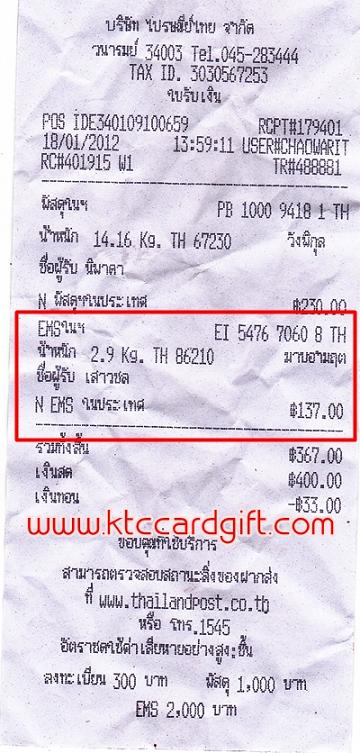 บริษัท ไปรษณีย์ไทย จำกัด
วนารมย์ 34003 Tel.045-283444
TAX ID. 3030567253
ใบรับเงิน
POS IDE340109100659 RCPT#179401
18/01/2012 13:59:11 USER#CHAOWARIT
RC#401915 W1 TR#488881
พัสดุในฯ PB 1000 9418 1 TH
น้ำหนัก 14.16 Kg. TH 67230 วังพิกุล
ชื่อผู้รับ นิมาตา
N พัสดุในประเทศ ฿230.00
EMSในฯ EI 5476 7060 8 TH
น้ำหนัก 2.9 Kg. TH 86210 มาบอามฤต
ชื่อผู้รับ เสาวชล
N EMS ในประเทศ ฿137.00
รวมทั้งสิ้น ฿367.00
เงินสด ฿400.00
เงินทอน -฿33.00
www.ktccardgift.com
ขอบคุณที่ใช้บริการ
สามารถตรวจสอบสถานะสิ่งของฝากส่ง
ที่ www.thailandpost.co.th
หรือ โทร.1545
อัตราชดใช้ค่าเสียหายอย่างสูง:ชิ้น
ลงทะเบียน 300 บาท พัสดุ 1,000 บาท
EMS 2,000 บาท